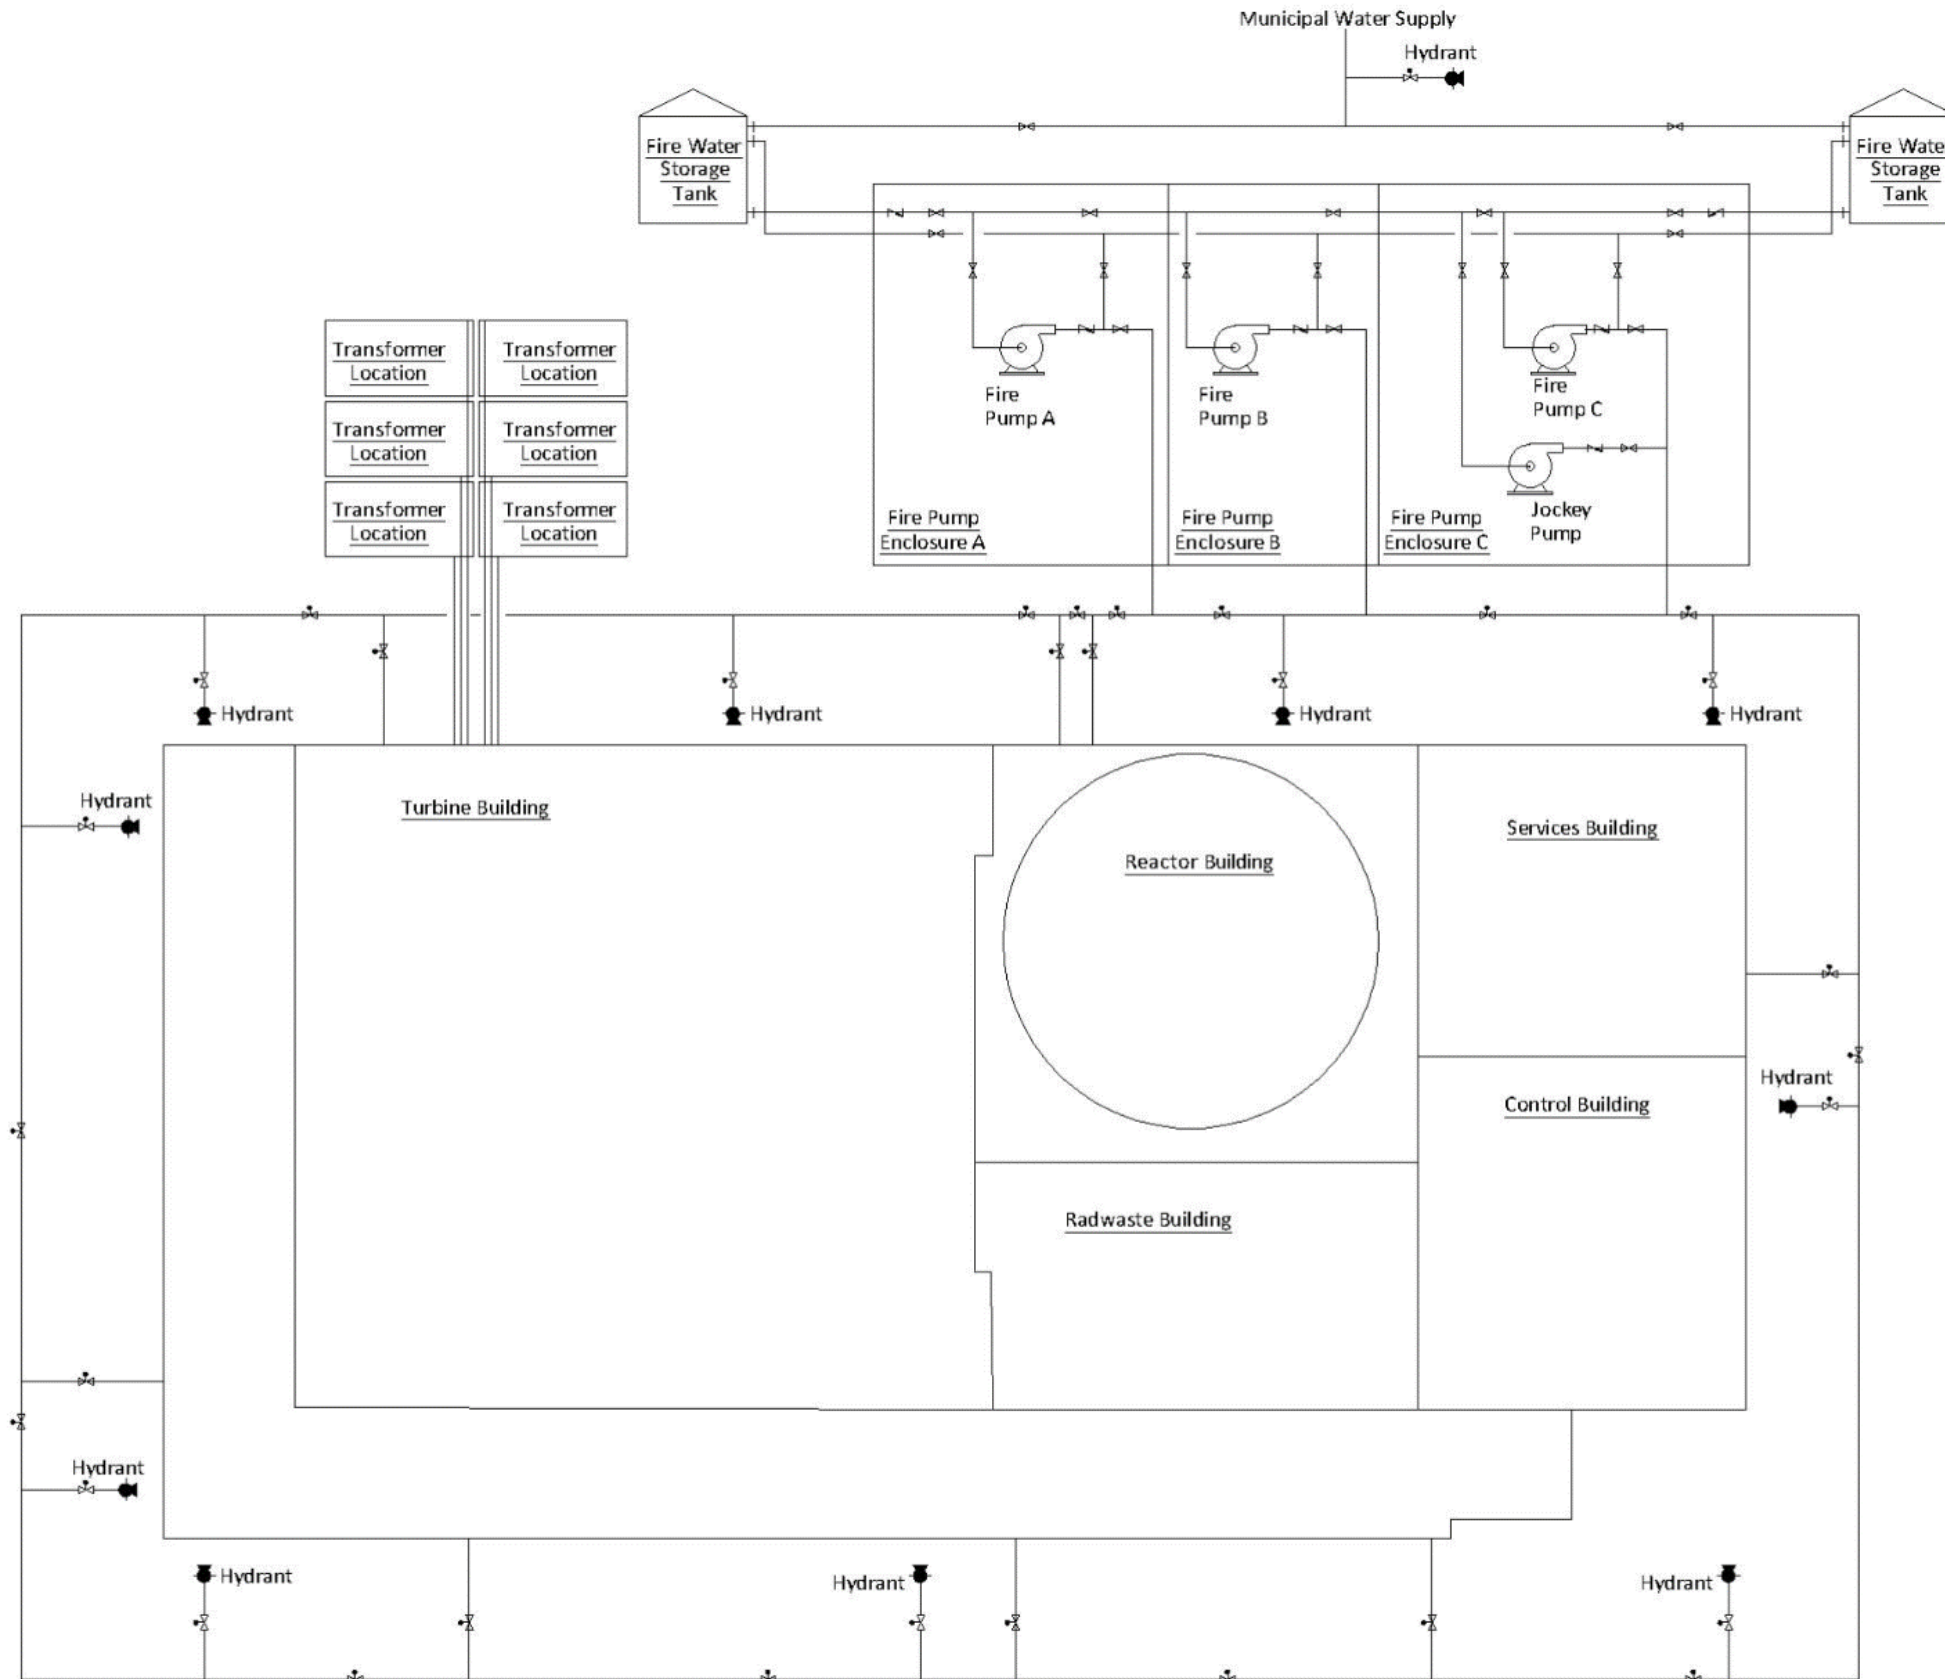 Municipal Water Supply
Hydrant
Fire Water
Storage
Tank
Fire Wate
Storage
Tank
Transformer
Location
Transformer
Location
Transformer
Location
Transformer
Location
Transformer
Location
Transformer
Location
Fire
Pump A
Fire
Pump B
Fire
Pump C
Jockey
Pump
Fire Pump
Enclosure A
Fire Pump
Enclosure B
Fire Pump
Enclosure C
Hydrant
Hydrant
Hydrant
Hydrant
Hydrant
Turbine Building
Reactor Building
Services Building
Hydrant
Control Building
Radwaste Building
Hydrant
Hydrant
Hydrant
Hydrant